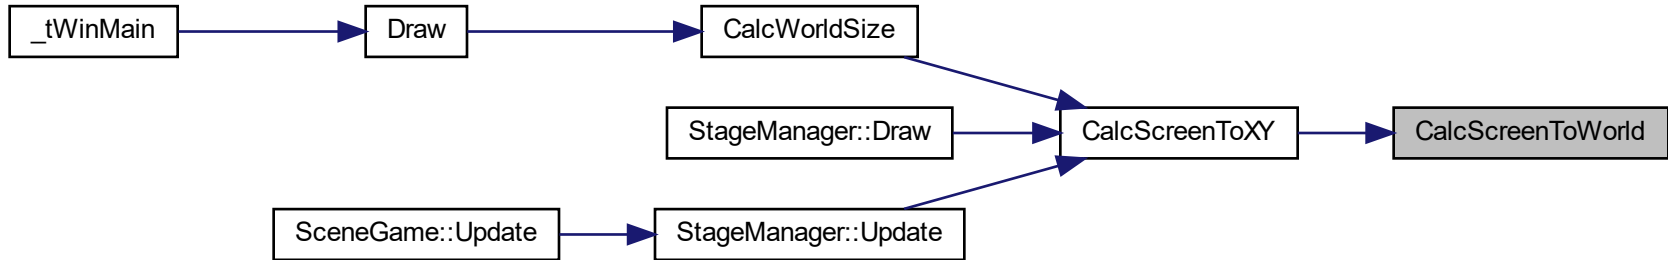 _tWinMain
Draw
CalcWorldSize
StageManager::Draw
CalcScreenToXY
CalcScreenToWorld
SceneGame::Update
StageManager::Update